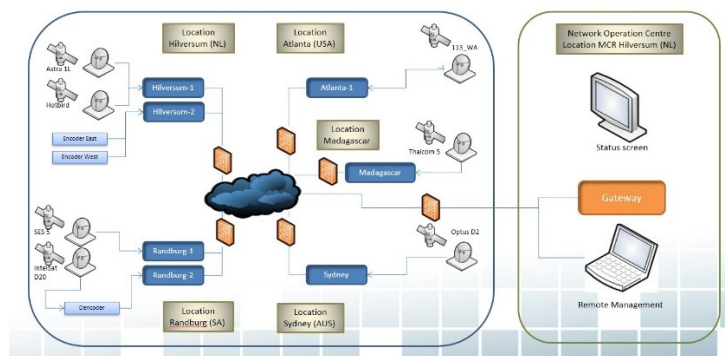 Location
Hilversum (NL)
Location
Atlanta (USA)
113_WA
Network Operation Centre
Location MCR Hilversum (NL)
Astra 1L
Hilversum-1
Atlanta-1
Hotbird
Hilversum-2
Encoder East
Encoder West
Location
Madagascar
Thaicom 5
Status screen
Madagascar
Gateway
SES 5
Optus D2
Randburg-1
IntelSat
D20
Randburg-2
Sydney
Dencoder
Remote Management
Location
Randburg (SA)
Location
Sydney (AUS)